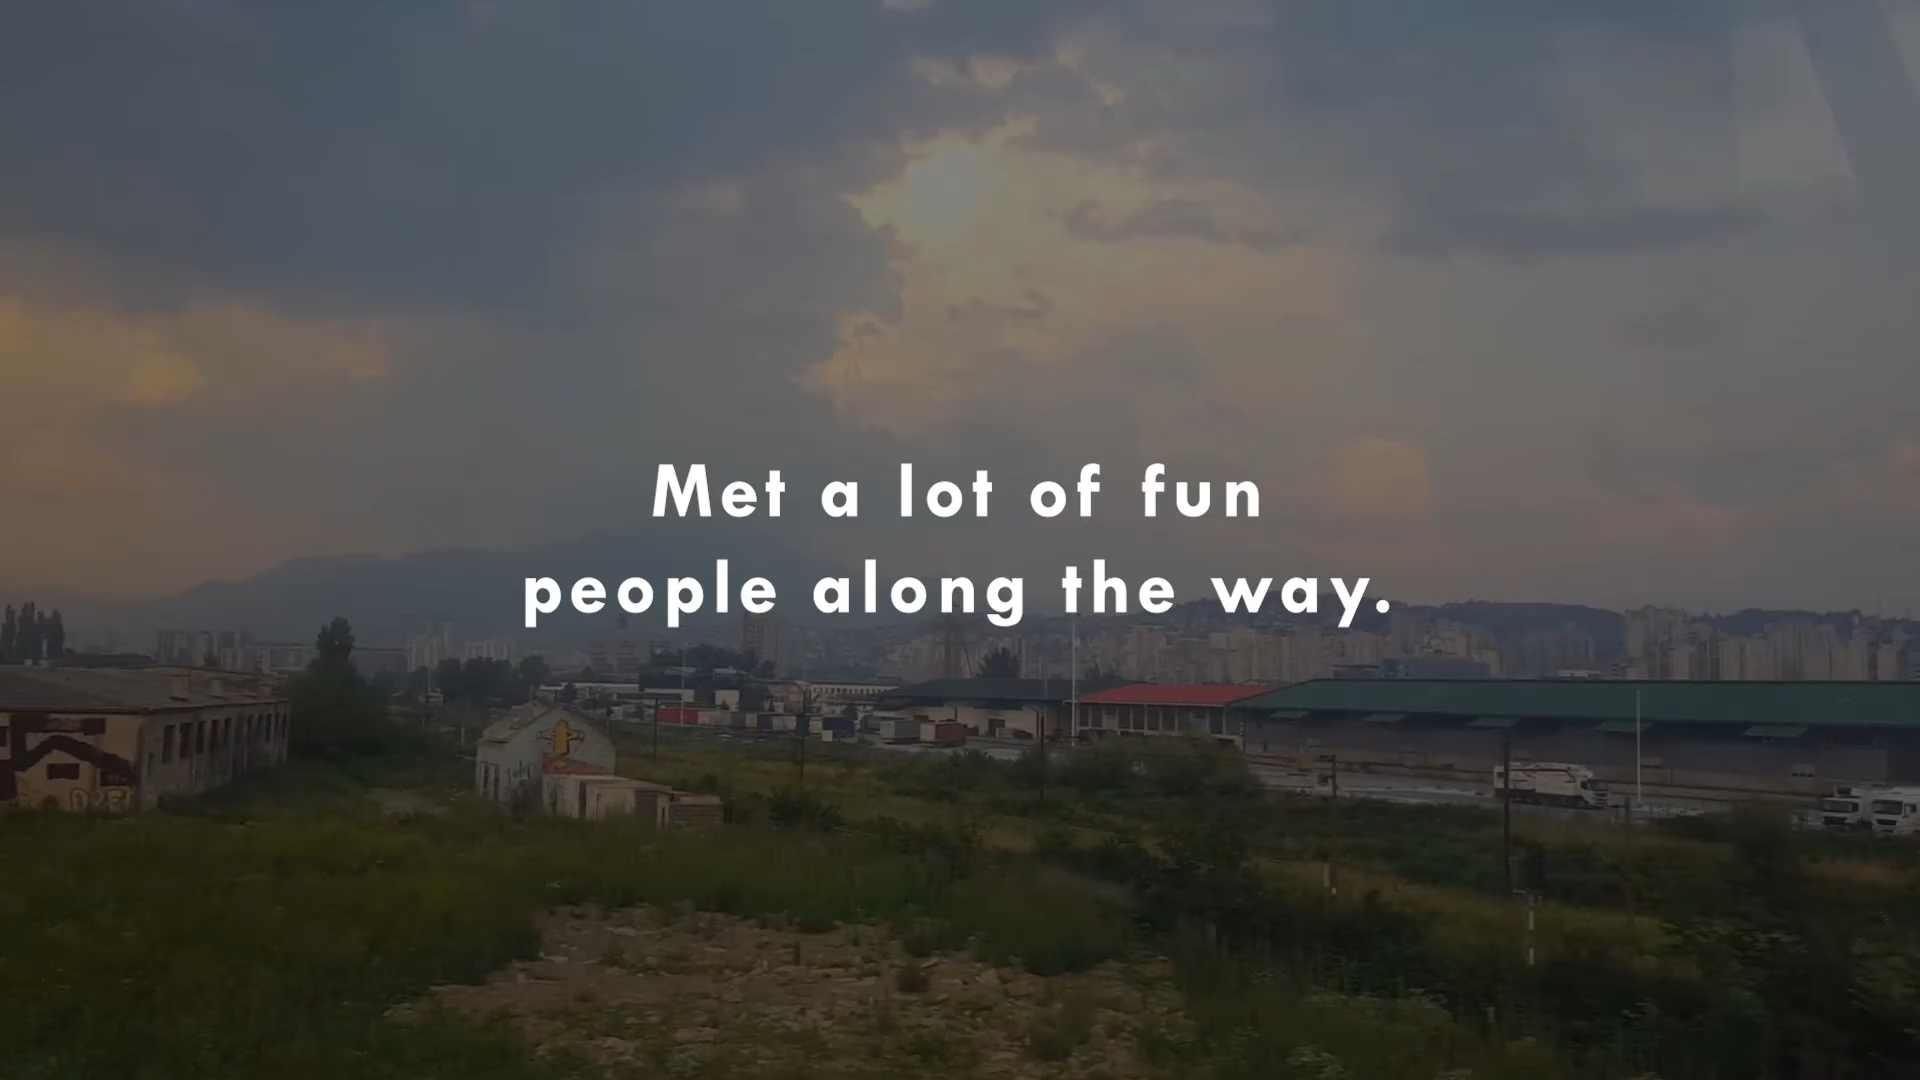 Met a lot of fun
people along the way.